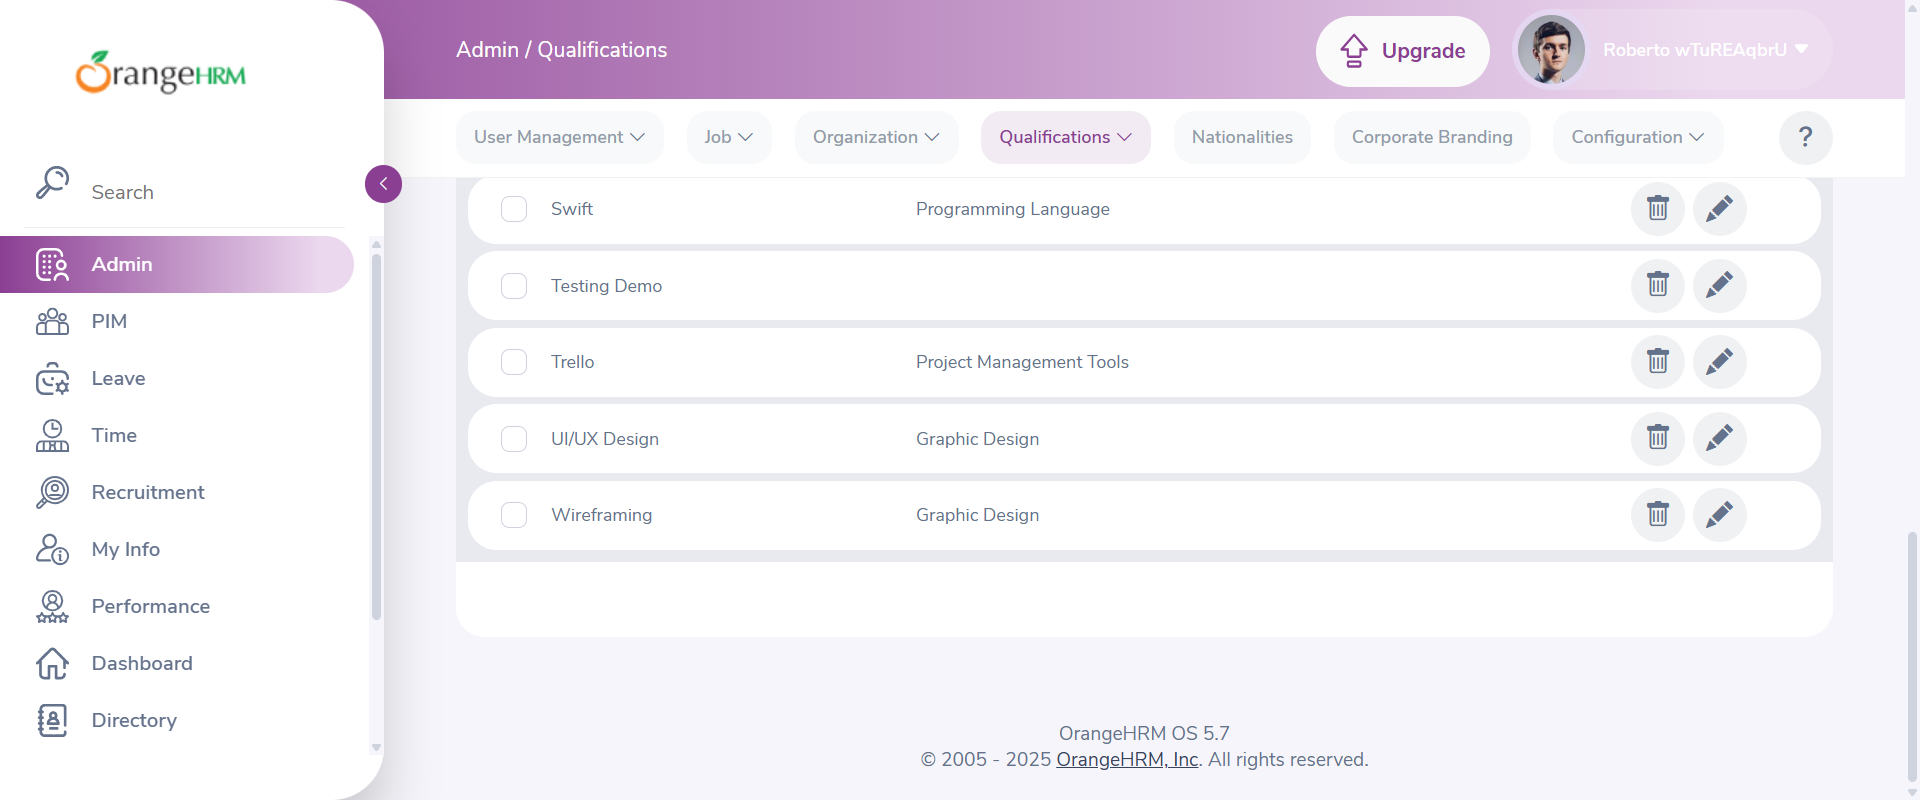 OrangeHRM
Search
Admin
PIM
Leave
Time
Recruitment
My Info
Performance
Dashboard
Directory
Admin / Qualifications
Upgrade
Roberto wTuREAqbrU
User Management
Job
Organization
Qualifications
Nationalities
Corporate Branding
Configuration
?
Swift Programming Language
Testing Demo
Trello Project Management Tools
UI/UX Design Graphic Design
Wireframing Graphic Design
OrangeHRM OS 5.7
© 2005 - 2025 OrangeHRM, Inc. All rights reserved.